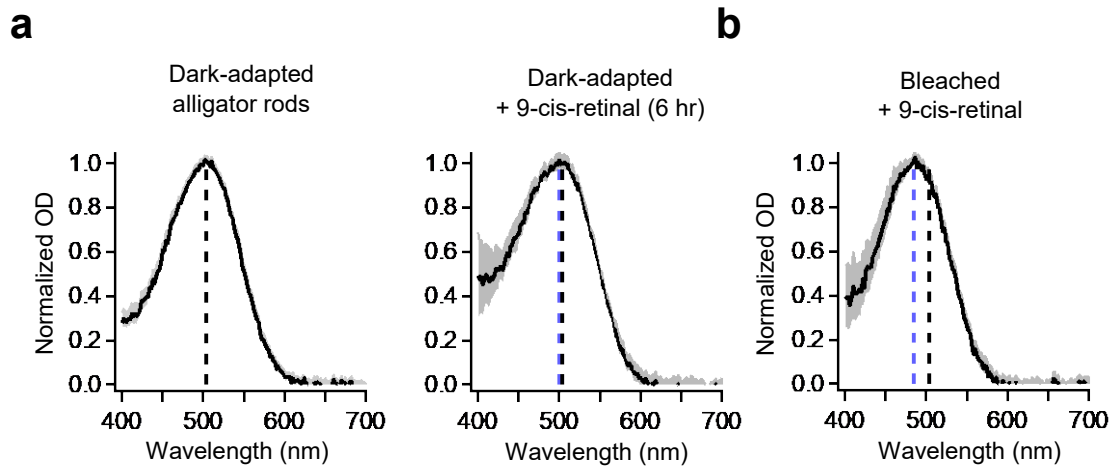 a
b
Dark-adapted
alligator rods
Dark-adapted
+ 9-cis-retinal (6 hr)
Bleached
+ 9-cis-retinal
Normalized OD
1.0
0.8
0.6
0.4
0.2
0.0
400
500
600
700
Wavelength (nm)
1.0
0.8
0.6
0.4
0.2
0.0
400
500
600
700
Wavelength (nm)
Normalized OD
1.0
0.8
0.6
0.4
0.2
0.0
400
500
600
700
Wavelength (nm)